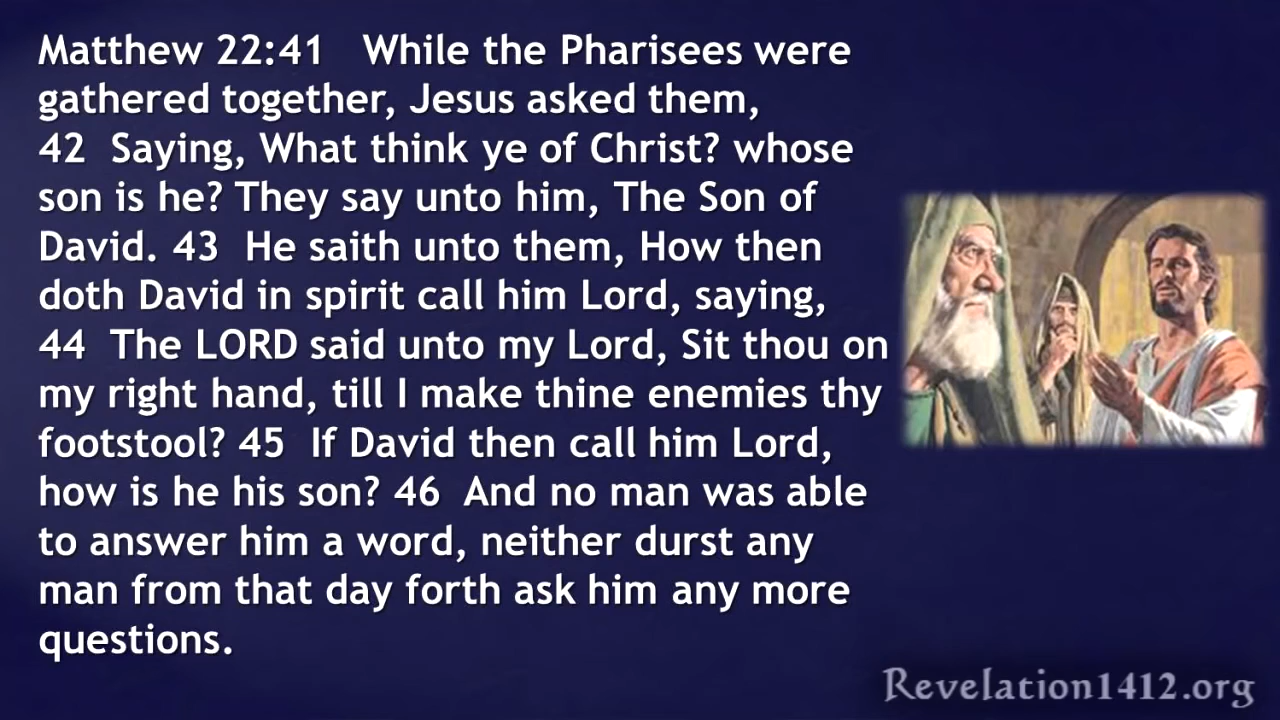 Matthew 22:41   While the Pharisees were
gathered together, Jesus asked them,
42  Saying, What think ye of Christ? whose
son is he? They say unto him, The Son of
David. 43  He saith unto them, How then
doth David in spirit call him Lord, saying,
44  The LORD said unto my Lord, Sit thou on
my right hand, till I make thine enemies thy
footstool? 45  If David then call him Lord,
how is he his son? 46  And no man was able
to answer him a word, neither durst any
man from that day forth ask him any more
questions.
Revelation1412.org